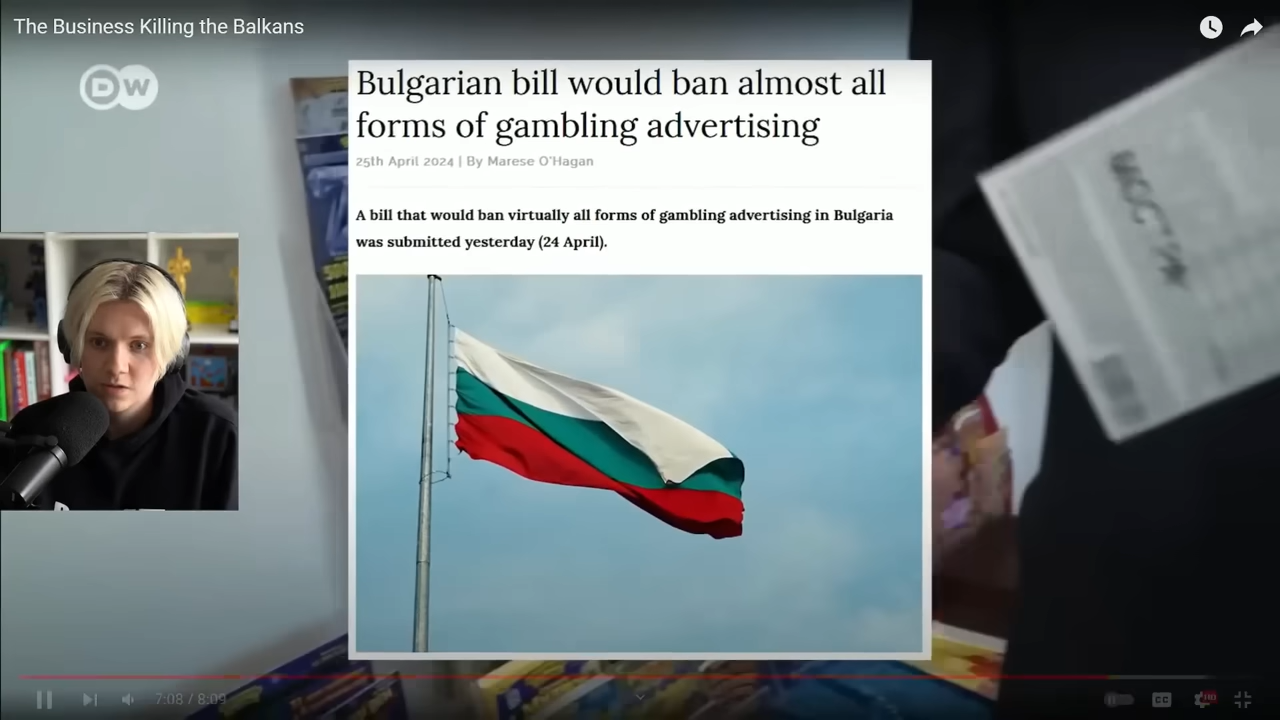 The Business Killing the Balkans
DW
Bulgarian bill would ban almost all
forms of gambling advertising
25th April 2024 | By Marese O'Hagan
A bill that would ban virtually all forms of gambling advertising in Bulgaria
was submitted yesterday (24 April).
7:08 / 8:09
CC
HD